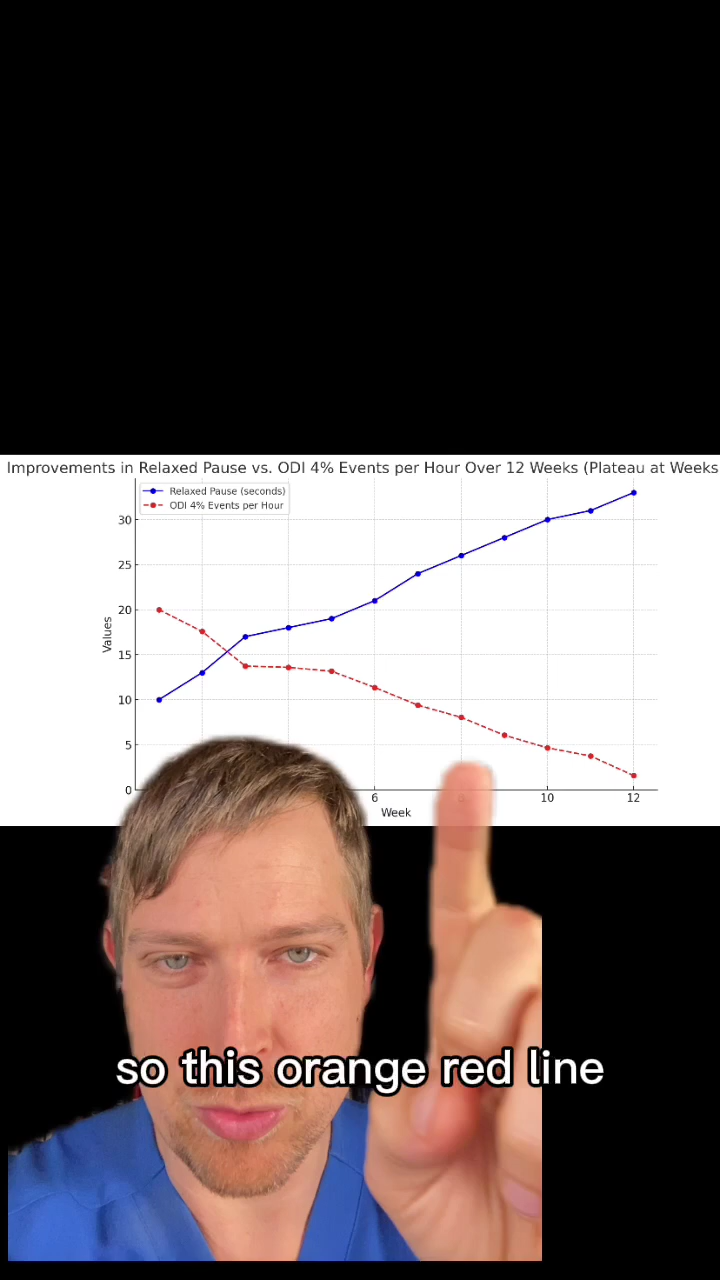 Improvements in Relaxed Pause vs. ODI 4% Events per Hour Over 12 Weeks (Plateau at Weeks
Relaxed Pause (seconds)
ODI 4% Events per Hour
30
25
20
15
10
5
0
Values
6
8
10
12
Week
so this orange red line